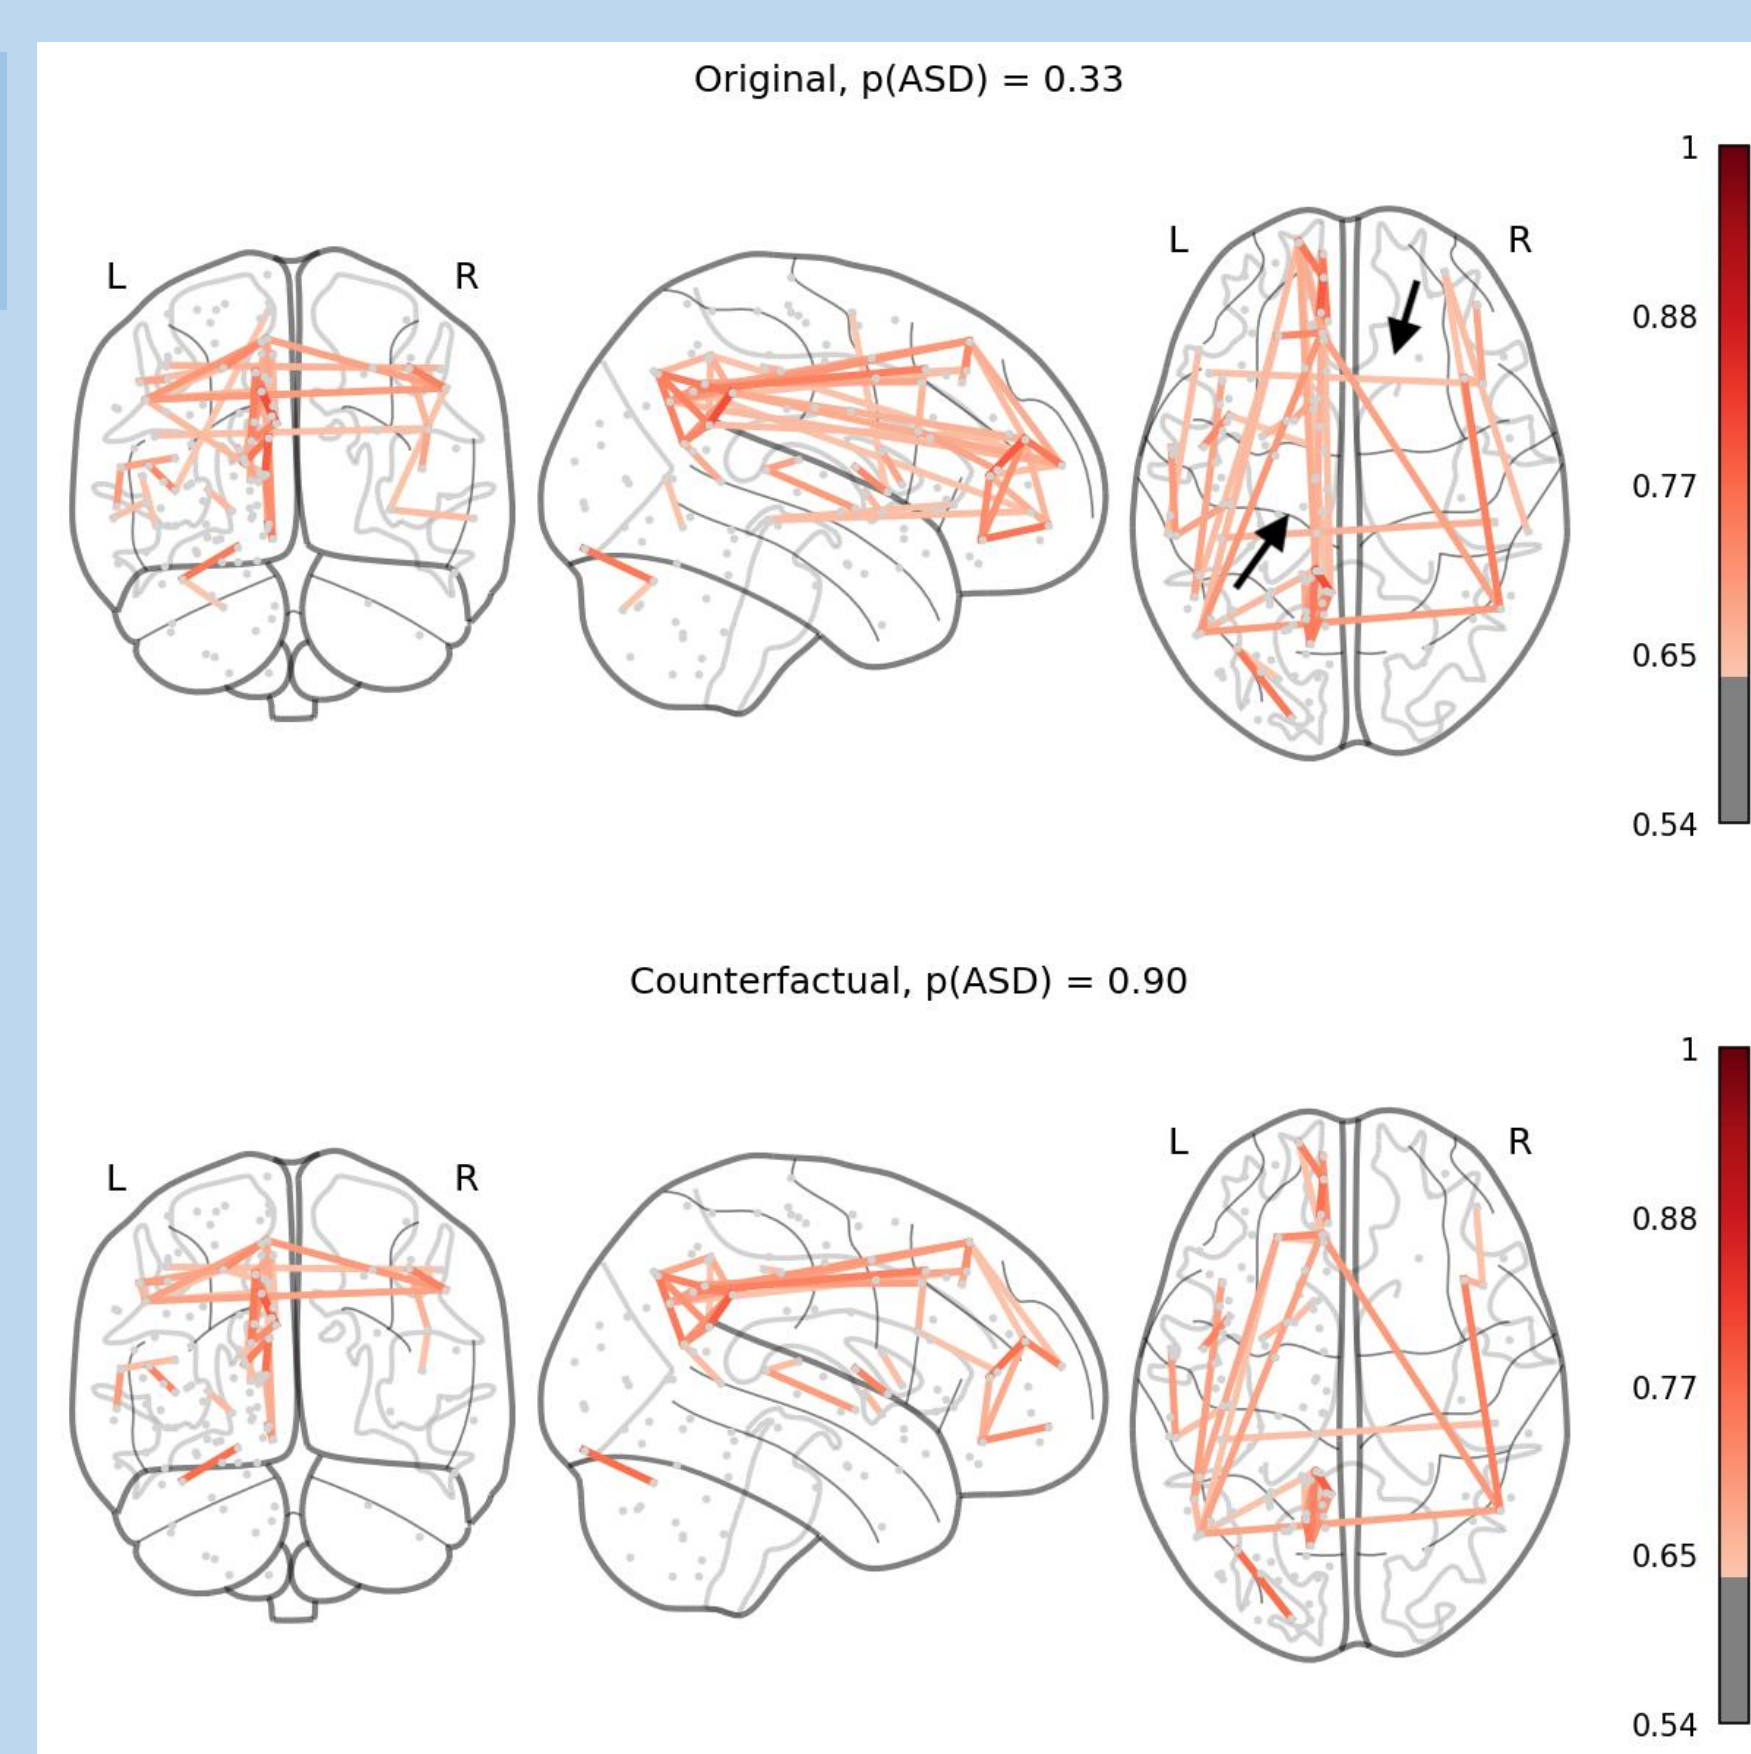 Original, p(ASD) = 0.33
L
R
L
R
1
0.88
0.77
0.65
0.54
Counterfactual, p(ASD) = 0.90
L
R
L
R
1
0.88
0.77
0.65
0.54